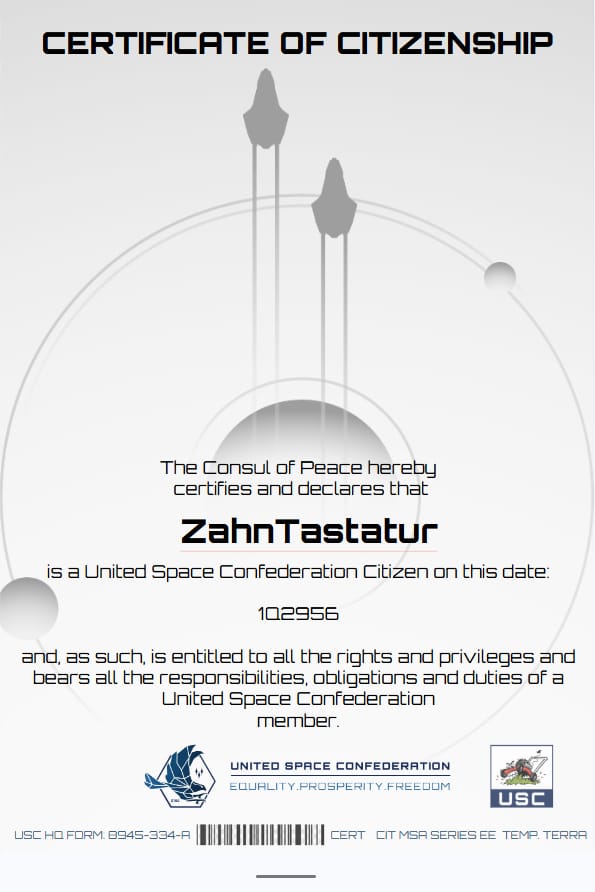 CERTIFICATE OF CITIZENSHIP
The Consul of Peace hereby
certifies and declares that
ZahnTastatur
is a United Space Confederation Citizen on this date:
1Q2956
and, as such, is entitled to all the rights and privileges and
bears all the responsibilities, obligations and duties of a
United Space Confederation
member.
UNITED SPACE CONFEDERATION
EQUALITY.PROSPERITY.FREEDOM
USC
USC HQ FORM: 8945-334-A CERT CIT MSA SERIES EE TEMP. TERRA